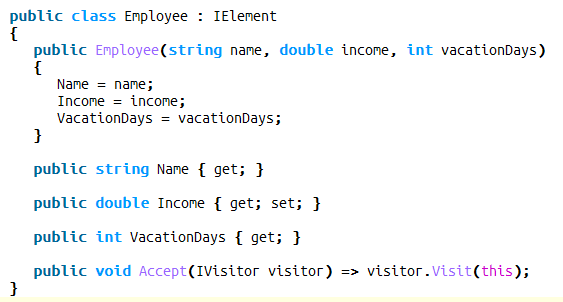 public class Employee : IElement
{
public Employee(string name, double income, int vacationDays)
{
Name = name;
Income = income;
VacationDays = vacationDays;
}
public string Name { get; }
public double Income { get; set; }
public int VacationDays { get; }
public void Accept(IVisitor visitor) => visitor.Visit(this);
}